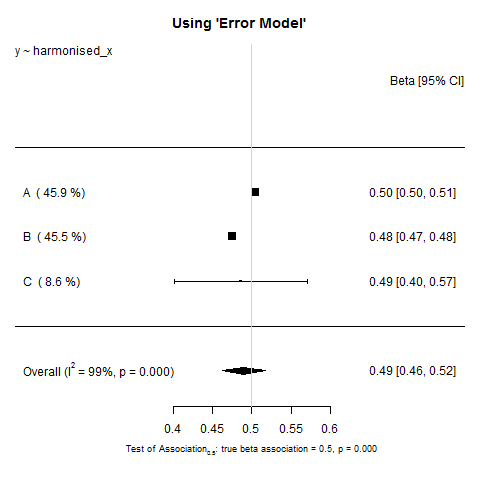 Using 'Error Model'
y ~ harmonised_x
Beta [95% CI]
A ( 45.9 %) 0.50 [0.50, 0.51]
B ( 45.5 %) 0.48 [0.47, 0.48]
C ( 8.6 %) 0.49 [0.40, 0.57]
Overall (I² = 99%, p = 0.000) 0.49 [0.46, 0.52]
0.4 0.45 0.5 0.55 0.6
Test of Association₀.₅: true beta association = 0.5, p = 0.000